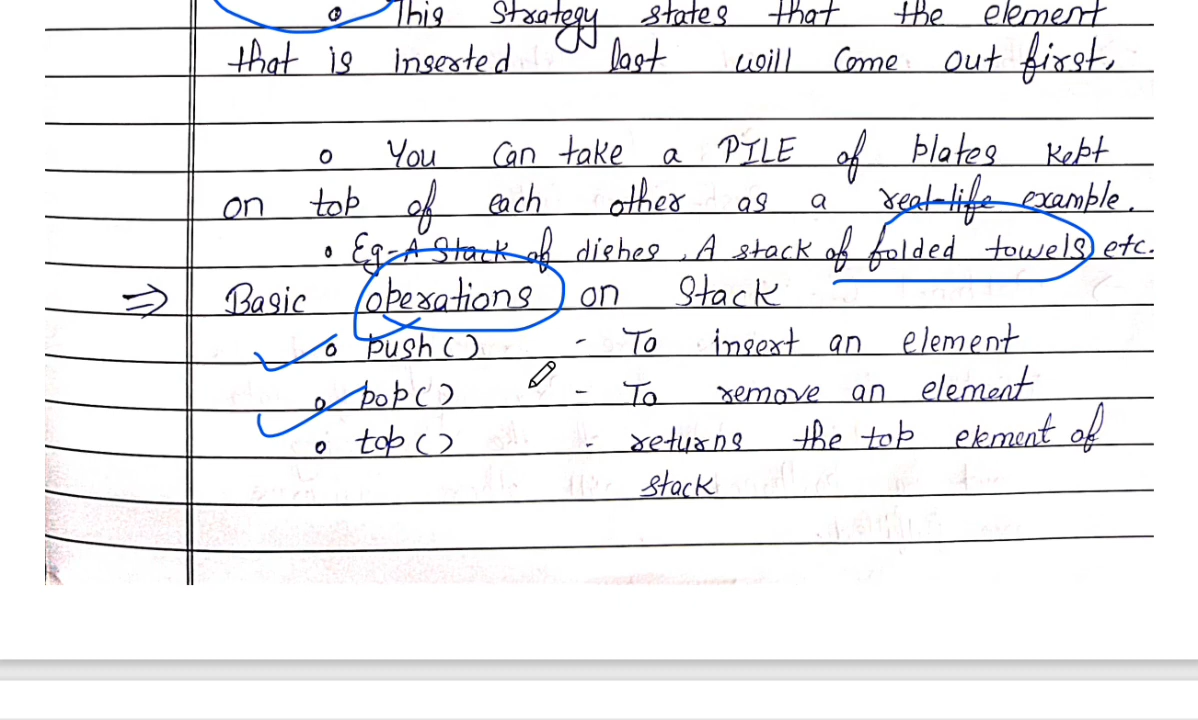 o This Strategy states that the element
that is inserted last will Come out first.
o You Can take a PILE of plates kept
on top of each other as a real-life example.
• Eg-A Stack of dishes, A stack of folded towels etc.
⇒ Basic operations on Stack
o push() - To insert an element
o pop() - To remove an element
o top() - returns the top element of
stack